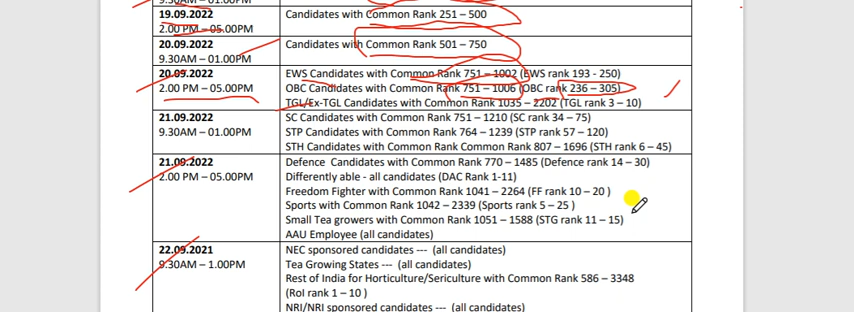 9.30AM – 01.00PM
19.09.2022
2.00 PM – 05.00PM
Candidates with Common Rank 251 – 500
20.09.2022
9.30AM – 01.00PM
Candidates with Common Rank 501 – 750
20.09.2022
2.00 PM – 05.00PM
EWS Candidates with Common Rank 751 – 1002 (EWS rank 193 - 250)
OBC Candidates with Common Rank 751 – 1006 (OBC rank 236 – 305)
TGL/Ex-TGL Candidates with Common Rank 1035 – 2202 (TGL rank 3 – 10)
21.09.2022
9.30AM – 01.00PM
SC Candidates with Common Rank 751 – 1210 (SC rank 34 – 75)
STP Candidates with Common Rank 764 – 1239 (STP rank 57 – 120)
STH Candidates with Common Rank Common Rank 807 – 1696 (STH rank 6 – 45)
21.09.2022
2.00 PM – 05.00PM
Defence Candidates with Common Rank 770 – 1485 (Defence rank 14 – 30)
Differently able - all candidates (DAC Rank 1-11)
Freedom Fighter with Common Rank 1041 – 2264 (FF rank 10 – 20 )
Sports with Common Rank 1042 – 2339 (Sports rank 5 – 25 )
Small Tea growers with Common Rank 1051 – 1588 (STG rank 11 – 15)
AAU Employee (all candidates)
22.09.2021
9.30AM – 1.00PM
NEC sponsored candidates --- (all candidates)
Tea Growing States --- (all candidates)
Rest of India for Horticulture/Sericulture with Common Rank 586 – 3348
(RoI rank 1 – 10 )
NRI/NRI sponsored candidates --- (all candidates)